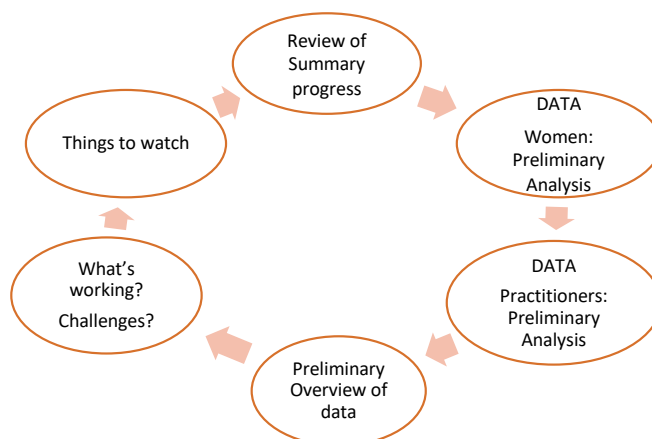 Review of
Summary
progress
DATA
Women:
Preliminary
Analysis
DATA
Practitioners:
Preliminary
Analysis
Preliminary
Overview of
data
What's
working?
Challenges?
Things to watch